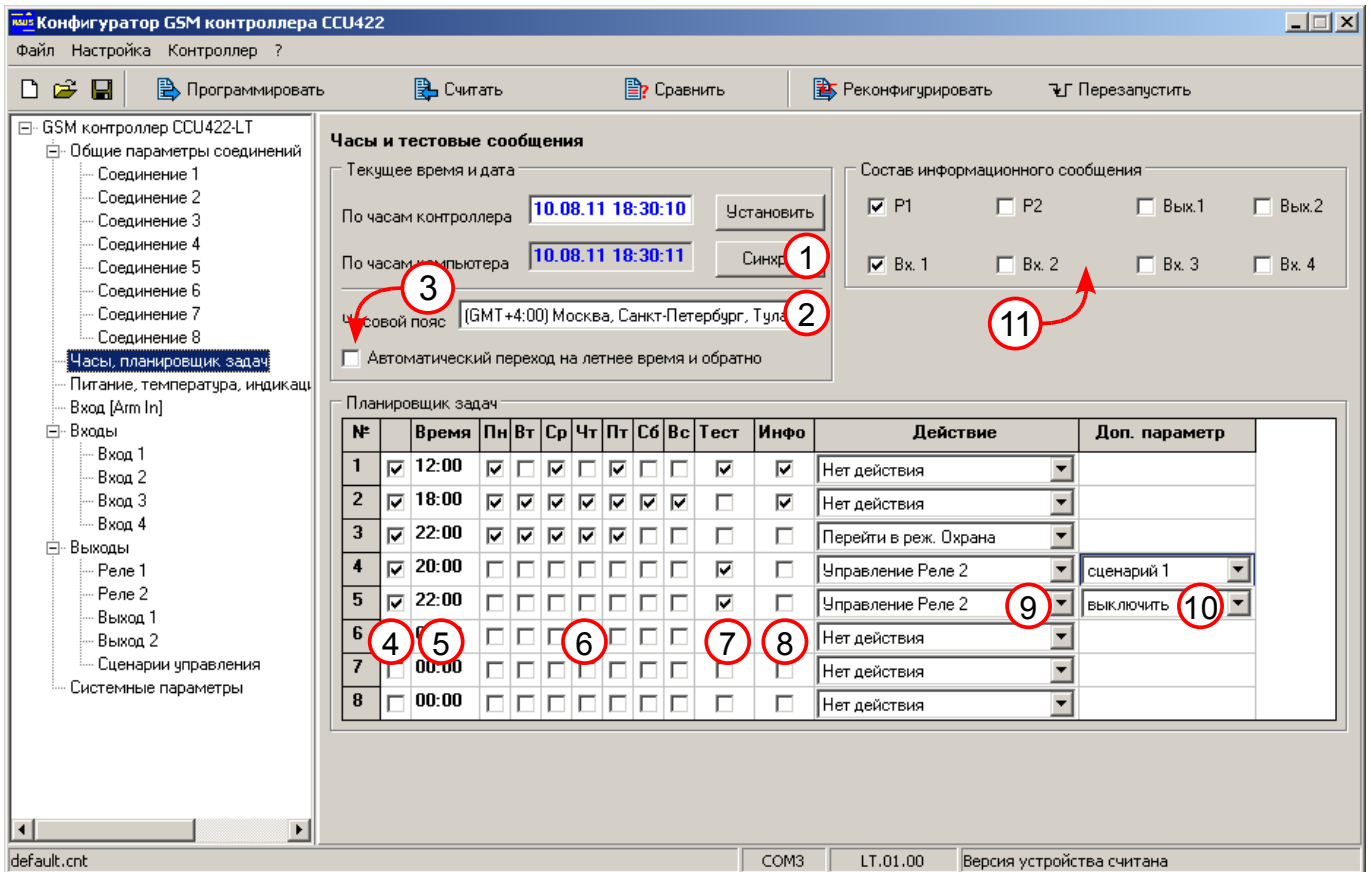 Конфигуратор GSM контроллера CCU422
Файл Настройка Контроллер ?
Программировать Считать Сравнить Реконфигурировать Перезапустить
GSM контроллер CCU422-LT
Общие параметры соединений
Соединение 1
Соединение 2
Соединение 3
Соединение 4
Соединение 5
Соединение 6
Соединение 7
Соединение 8
Часы, планировщик задач
Питание, температура, индикаци
Вход [Arm In]
Входы
Вход 1
Вход 2
Вход 3
Вход 4
Выходы
Реле 1
Реле 2
Выход 1
Выход 2
Сценарии управления
Системные параметры
Часы и тестовые сообщения
Текущее время и дата
По часам контроллера 10.08.11 18:30:10 Установить
По часам компьютера 10.08.11 18:30:11 1
3
Часовой пояс (GMT+4:00) Москва, Санкт-Петербург, Тула 2
Автоматический переход на летнее время и обратно
Состав информационного сообщения
P1 P2 Вых.1 Вых.2
Вх. 1 Вх. 2 Вх. 3 Вх. 4
11
Планировщик задач
№ Время Пн Вт Ср Чт Пт Сб Вс Тест Инфо Действие Доп. параметр
1 12:00 Нет действия
2 18:00 Нет действия
3 22:00 Перейти в реж. Охрана
4 20:00 Управление Реле 2 сценарий 1
5 22:00 Управление Реле 2 9 выключить 10
6 4 5 6 7 8 Нет действия
7 00:00 Нет действия
8 00:00 Нет действия
default.cnt COM3 LT.01.00 Версия устройства считана